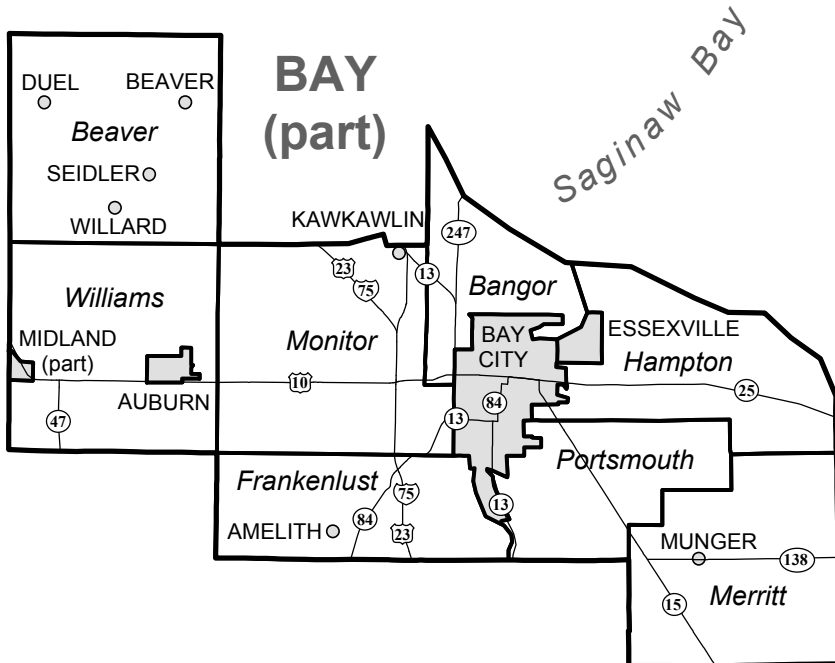 BAY
(part)
Saginaw Bay
DUEL
BEAVER
Beaver
SEIDLER
WILLARD
KAWKAWLIN
247
23
13
75
Williams
Bangor
MIDLAND
(part)
Monitor
BAY
CITY
ESSEXVILLE
Hampton
10
25
AUBURN
84
47
13
Portsmouth
Frankenlust
75
13
84
23
AMELITH
MUNGER
138
15
Merritt